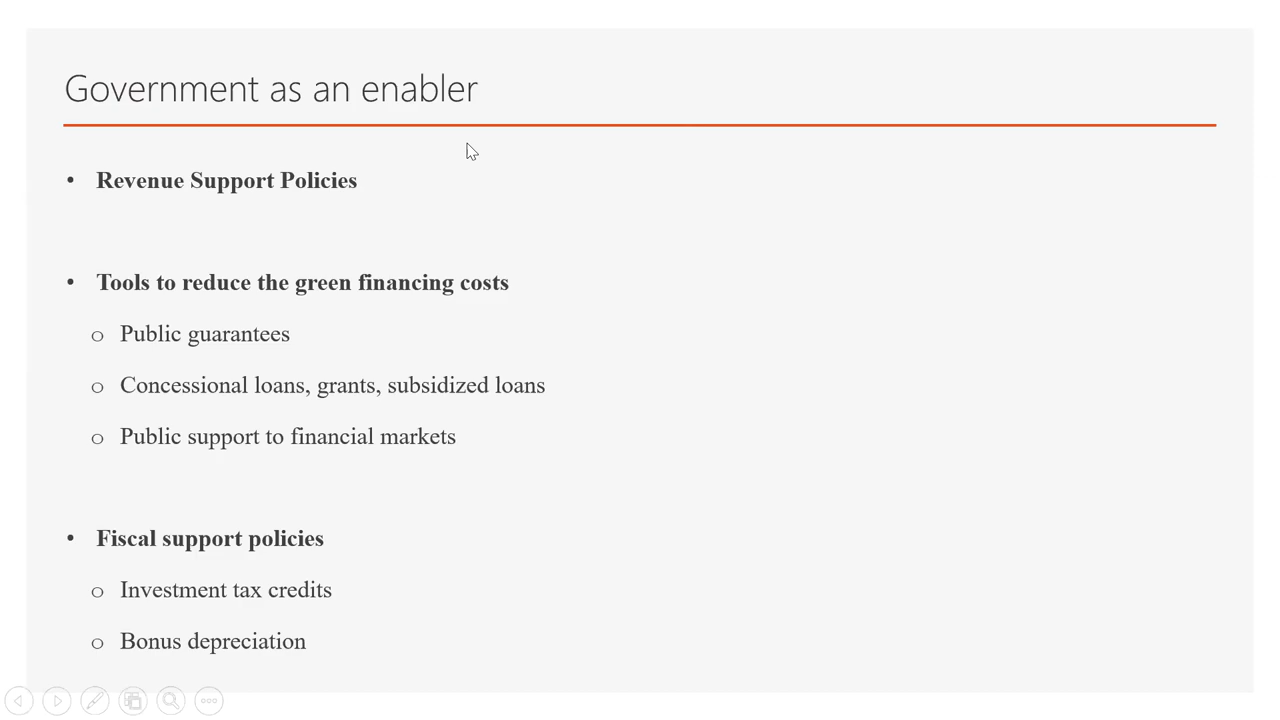 Government as an enabler
• Revenue Support Policies
• Tools to reduce the green financing costs
o Public guarantees
o Concessional loans, grants, subsidized loans
o Public support to financial markets
• Fiscal support policies
o Investment tax credits
o Bonus depreciation